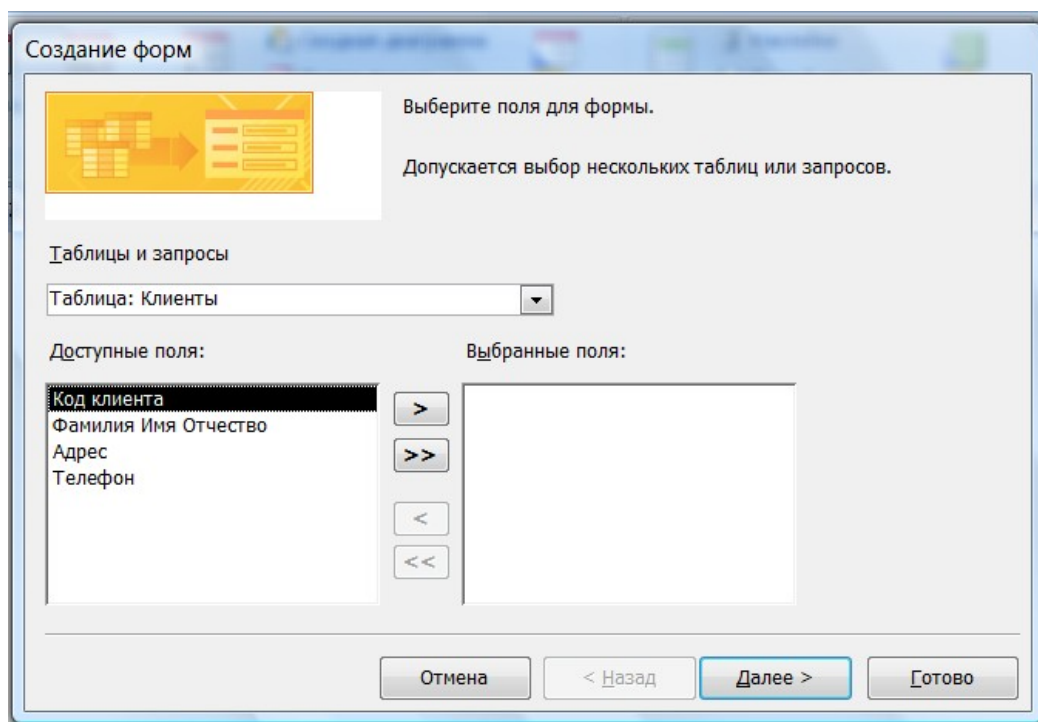 Создание форм
Выберите поля для формы.
Допускается выбор нескольких таблиц или запросов.
Таблицы и запросы
Таблица: Клиенты
Доступные поля:
Выбранные поля:
Код клиента
Фамилия Имя Отчество
Адрес
Телефон
>
>>
<
<<
Отмена
< Назад
Далее >
Готово